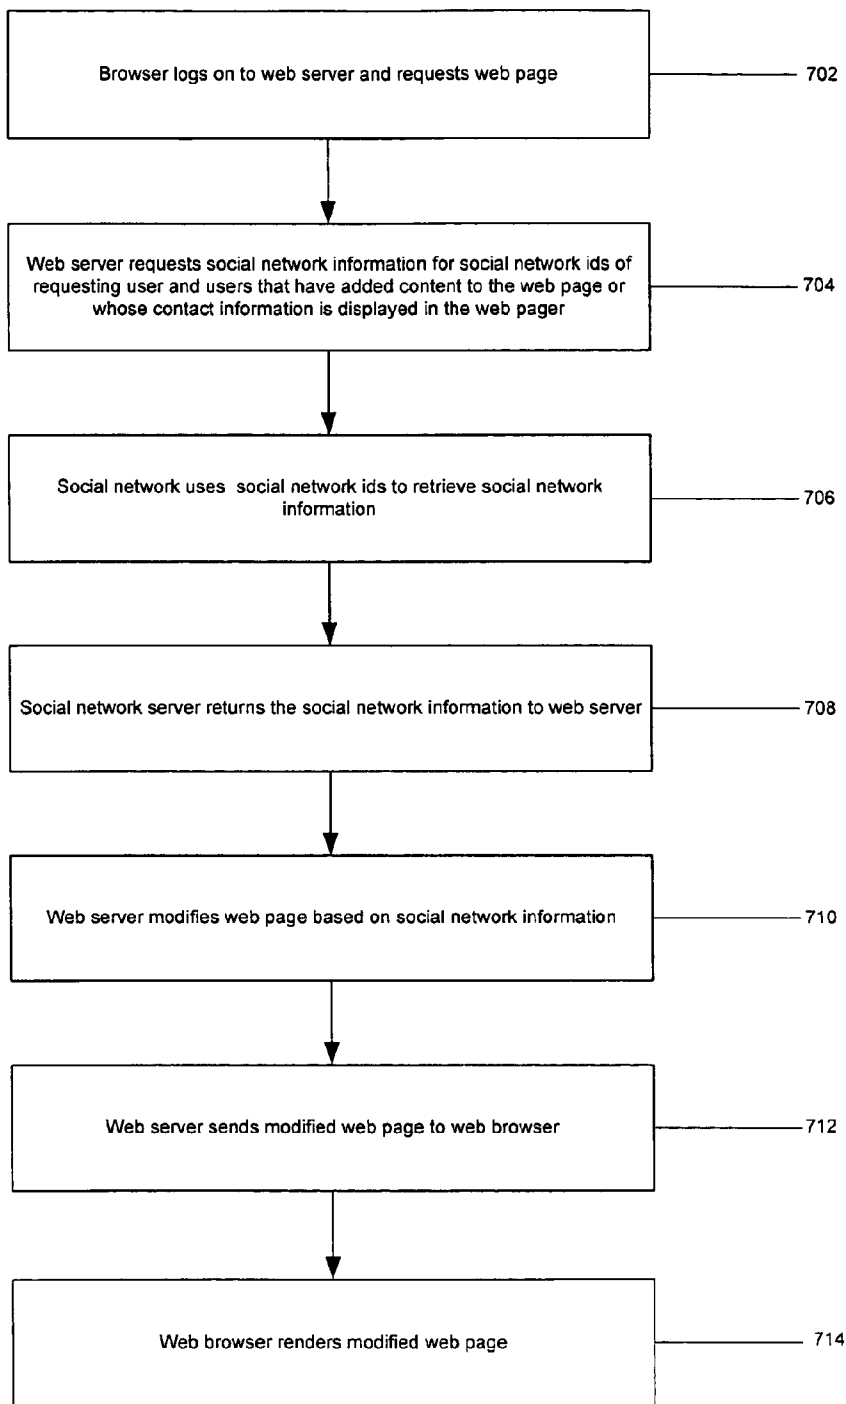 Browser logs on to web server and requests web page
702
Web server requests social network information for social network ids of
requesting user and users that have added content to the web page or
whose contact information is displayed in the web pager
704
Social network uses social network ids to retrieve social network
information
706
Social network server returns the social network information to web server
708
Web server modifies web page based on social network information
710
Web server sends modified web page to web browser
712
Web browser renders modified web page
714